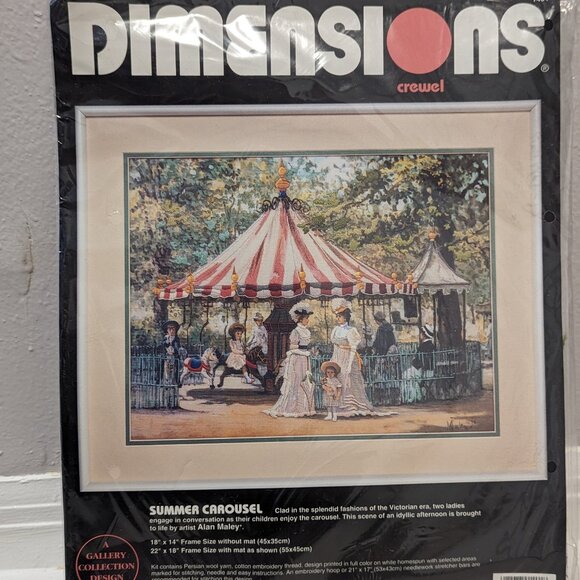 DIMENSIONS®
crewel
SUMMER CAROUSEL Clad in the splendid fashions of the Victorian era, two ladies
engage in conversation as their children enjoy the carousel. This scene of an idyllic afternoon is brought
to life by artist Alan Maley*.
18" x 14" Frame Size without mat (45x35cm)
22" x 18" Frame Size with mat as shown (55x45cm)
A
GALLERY
COLLECTION
DESIGN
Kit contains Persian wool yarn, cotton embroidery thread, design printed in full color on white homespun with selected areas
marked for stitching, needle and easy instructions. An embroidery hoop or 21" x 17" (53x43cm) needlework stretcher bars are